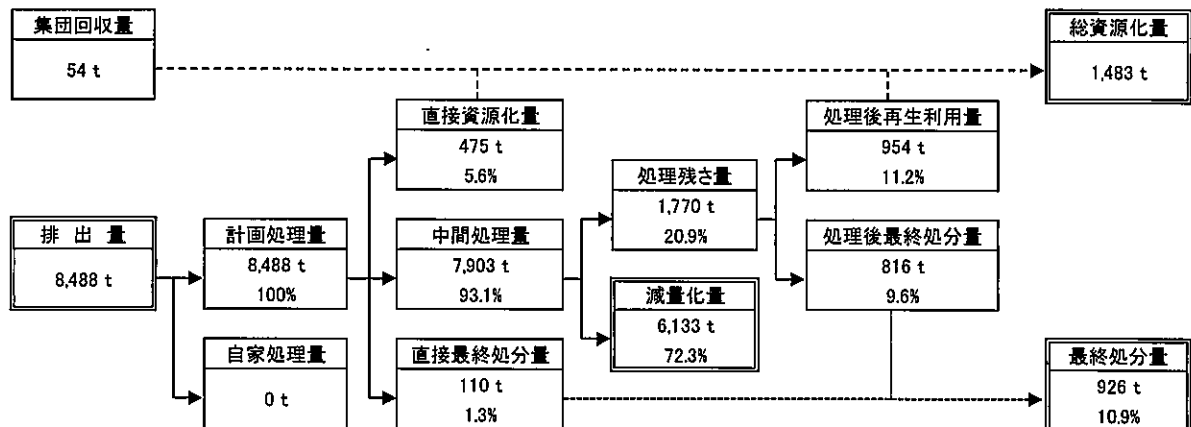 集団回収量
54 t
総資源化量
1,483 t
直接資源化量
475 t
5.6%
処理後再生利用量
954 t
11.2%
処理残さ量
1,770 t
20.9%
排 出 量
8,488 t
計画処理量
8,488 t
100%
中間処理量
7,903 t
93.1%
処理後最終処分量
816 t
9.6%
減量化量
6,133 t
72.3%
自家処理量
0 t
直接最終処分量
110 t
1.3%
最終処分量
926 t
10.9%